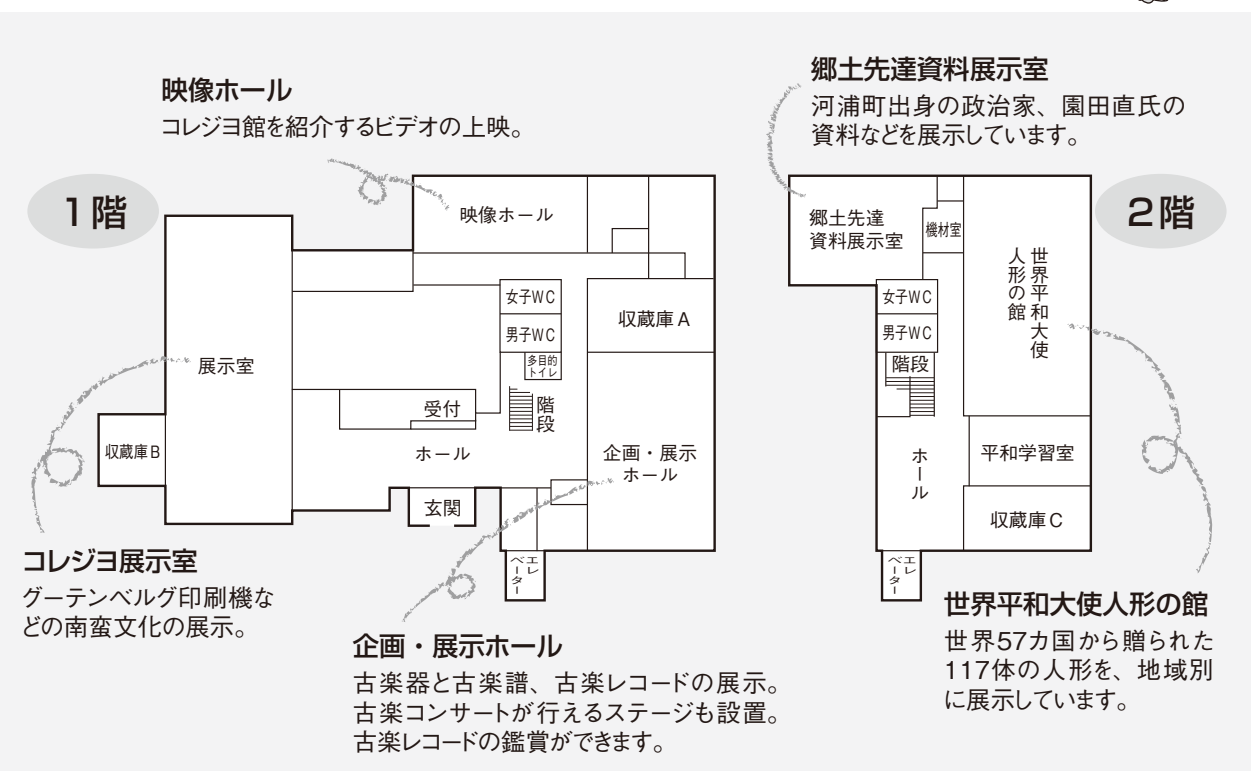 映像ホール
コレジヨ館を紹介するビデオの上映。
1階
映像ホール
女子WC
男子WC
多目的
トイレ
収蔵庫A
展示室
受付
階段
収蔵庫B
ホール
企画・展示
ホール
玄関
エレベーター
コレジヨ展示室
グーテンベルグ印刷機な
どの南蛮文化の展示。
企画・展示ホール
古楽器と古楽譜、古楽レコードの展示。
古楽コンサートが行えるステージも設置。
古楽レコードの鑑賞ができます。
郷土先達資料展示室
河浦町出身の政治家、園田直氏の
資料などを展示しています。
2階
郷土先達
資料展示室
機材室
世界平和大使
人形の館
女子WC
男子WC
階段
ホール
平和学習室
収蔵庫C
エレベーター
世界平和大使人形の館
世界57カ国から贈られた
117体の人形を、地域別
に展示しています。